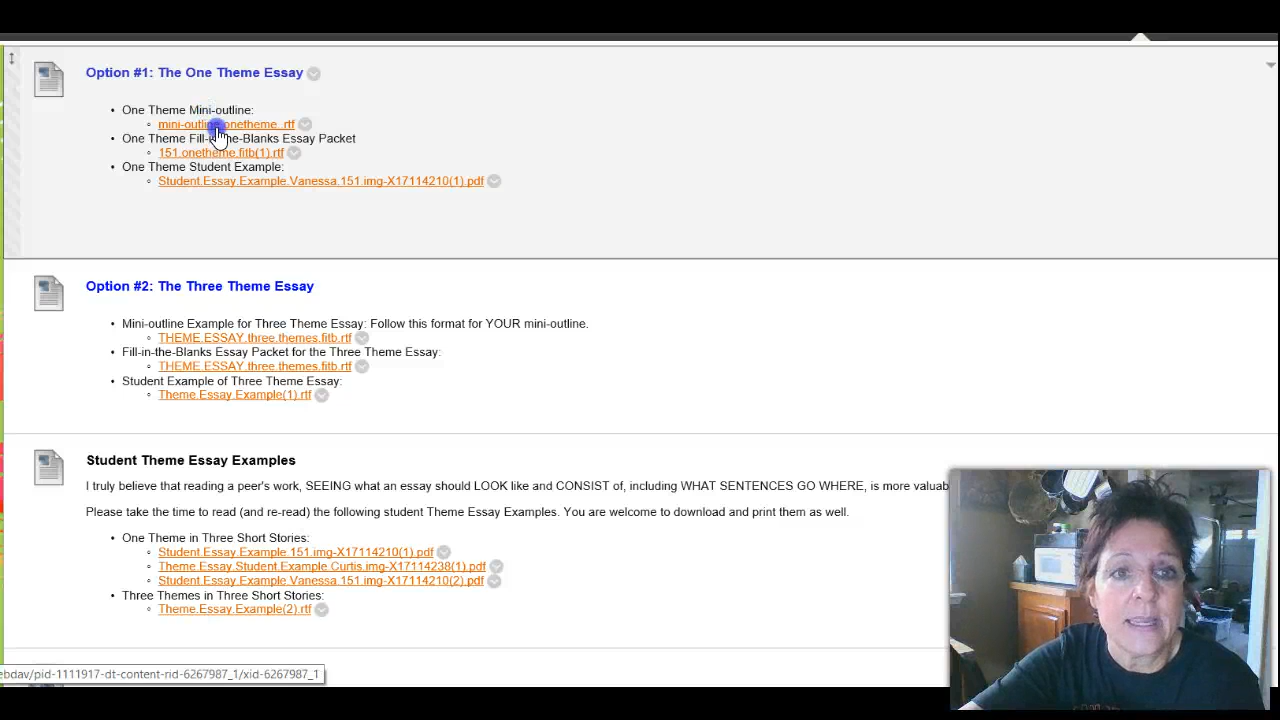 Option #1: The One Theme Essay
One Theme Mini-outline:
mini-outline.onetheme..rtf
One Theme Fill-in-the-Blanks Essay Packet
151.onetheme.fitb(1).rtf
One Theme Student Example:
Student.Essay.Example.Vanessa.151.img-X17114210(1).pdf
Option #2: The Three Theme Essay
Mini-outline Example for Three Theme Essay: Follow this format for YOUR mini-outline.
THEME.ESSAY.three.themes.fitb.rtf
Fill-in-the-Blanks Essay Packet for the Three Theme Essay:
THEME.ESSAY.three.themes.fitb.rtf
Student Example of Three Theme Essay:
Theme.Essay.Example(1).rtf
Student Theme Essay Examples
I truly believe that reading a peer's work, SEEING what an essay should LOOK like and CONSIST of, including WHAT SENTENCES GO WHERE, is more valuab
Please take the time to read (and re-read) the following student Theme Essay Examples. You are welcome to download and print them as well.
One Theme in Three Short Stories:
Student.Essay.Example.151.img-X17114210(1).pdf
Theme.Essay.Student.Example.Curtis.img-X17114238(1).pdf
Student.Essay.Example.Vanessa.151.img-X17114210(2).pdf
Three Themes in Three Short Stories:
Theme.Essay.Example(2).rtf
ebdav/pid-1111917-dt-content-rid-6267987_1/xid-6267987_1